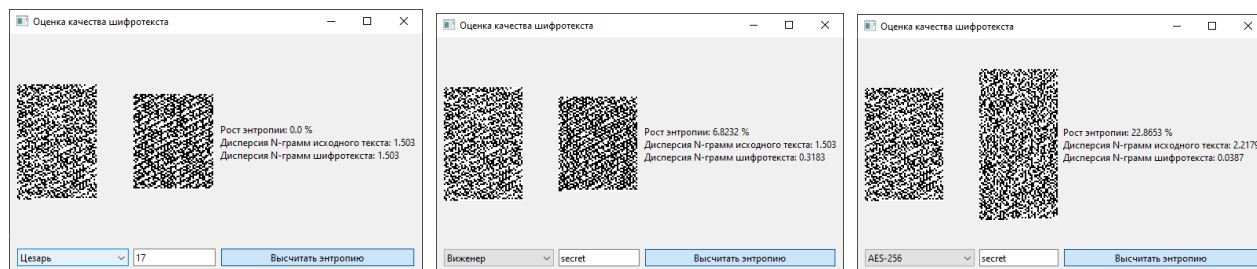 Оценка качества шифротекста
Рост энтропии: 0.0 %
Дисперсия N-грамм исходного текста: 1.503
Дисперсия N-грамм шифротекста: 1.503
Цезарь
17
Высчитать энтропию
Оценка качества шифротекста
Рост энтропии: 6.8232 %
Дисперсия N-грамм исходного текста: 1.503
Дисперсия N-грамм шифротекста: 0.3183
Виженер
secret
Высчитать энтропию
Оценка качества шифротекста
Рост энтропии: 22.8653 %
Дисперсия N-грамм исходного текста: 2.2179
Дисперсия N-грамм шифротекста: 0.0387
AES-256
secret
Высчитать энтропию